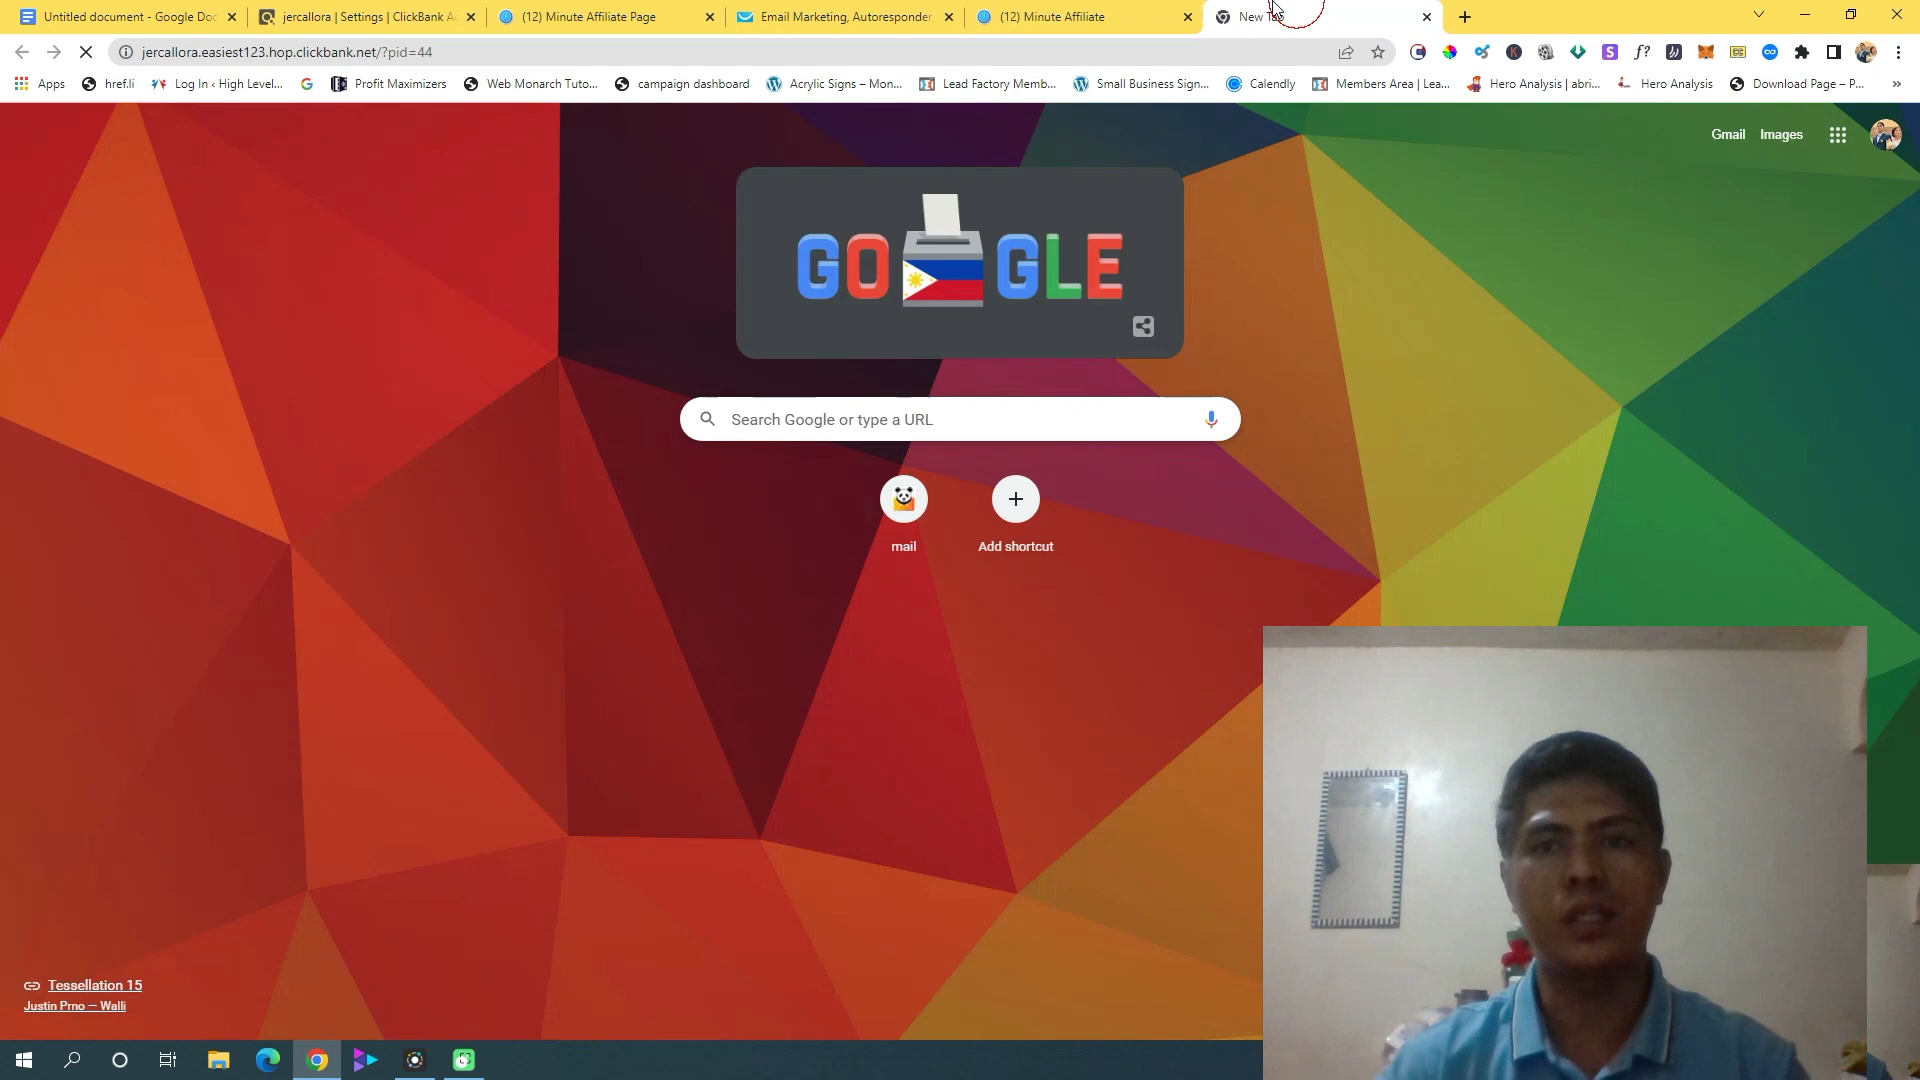 Untitled document - Google Doc
jercallora | Settings | ClickBank Ac
(12) Minute Affiliate Page
Email Marketing, Autoresponder,
(12) Minute Affiliate
New Tab
jercallora.easiest123.hop.clickbank.net/?pid=44
Apps
href.li
Log In ‹ High Level...
Profit Maximizers
Web Monarch Tuto...
campaign dashboard
Acrylic Signs – Mon...
Lead Factory Memb...
Small Business Sign...
Calendly
Members Area | Lea...
Hero Analysis | abri...
Hero Analysis
Download Page – P...
»
Gmail Images
GOGLE
Search Google or type a URL
mail
Add shortcut
Tessellation 15
Justin Prno — Walli